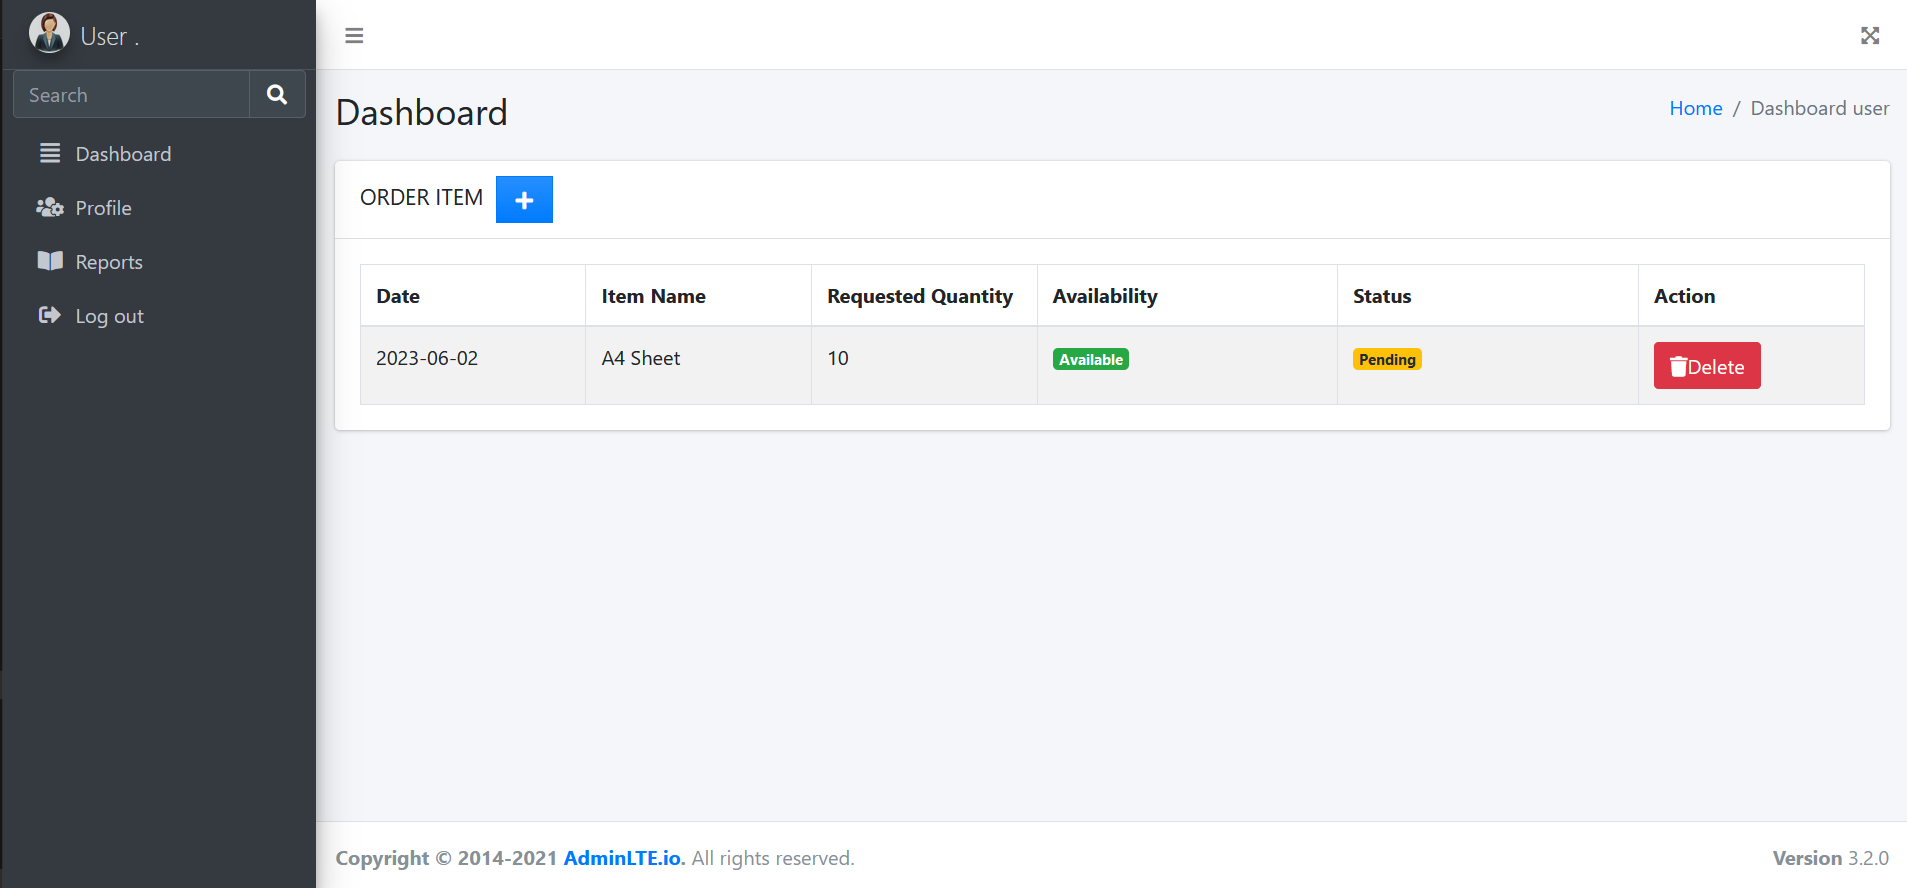 User .
Search
Dashboard
Profile
Reports
Log out
Dashboard
Home / Dashboard user
ORDER ITEM
Date Item Name Requested Quantity Availability Status Action
2023-06-02 A4 Sheet 10 Available Pending Delete
Copyright © 2014-2021 AdminLTE.io. All rights reserved.
Version 3.2.0